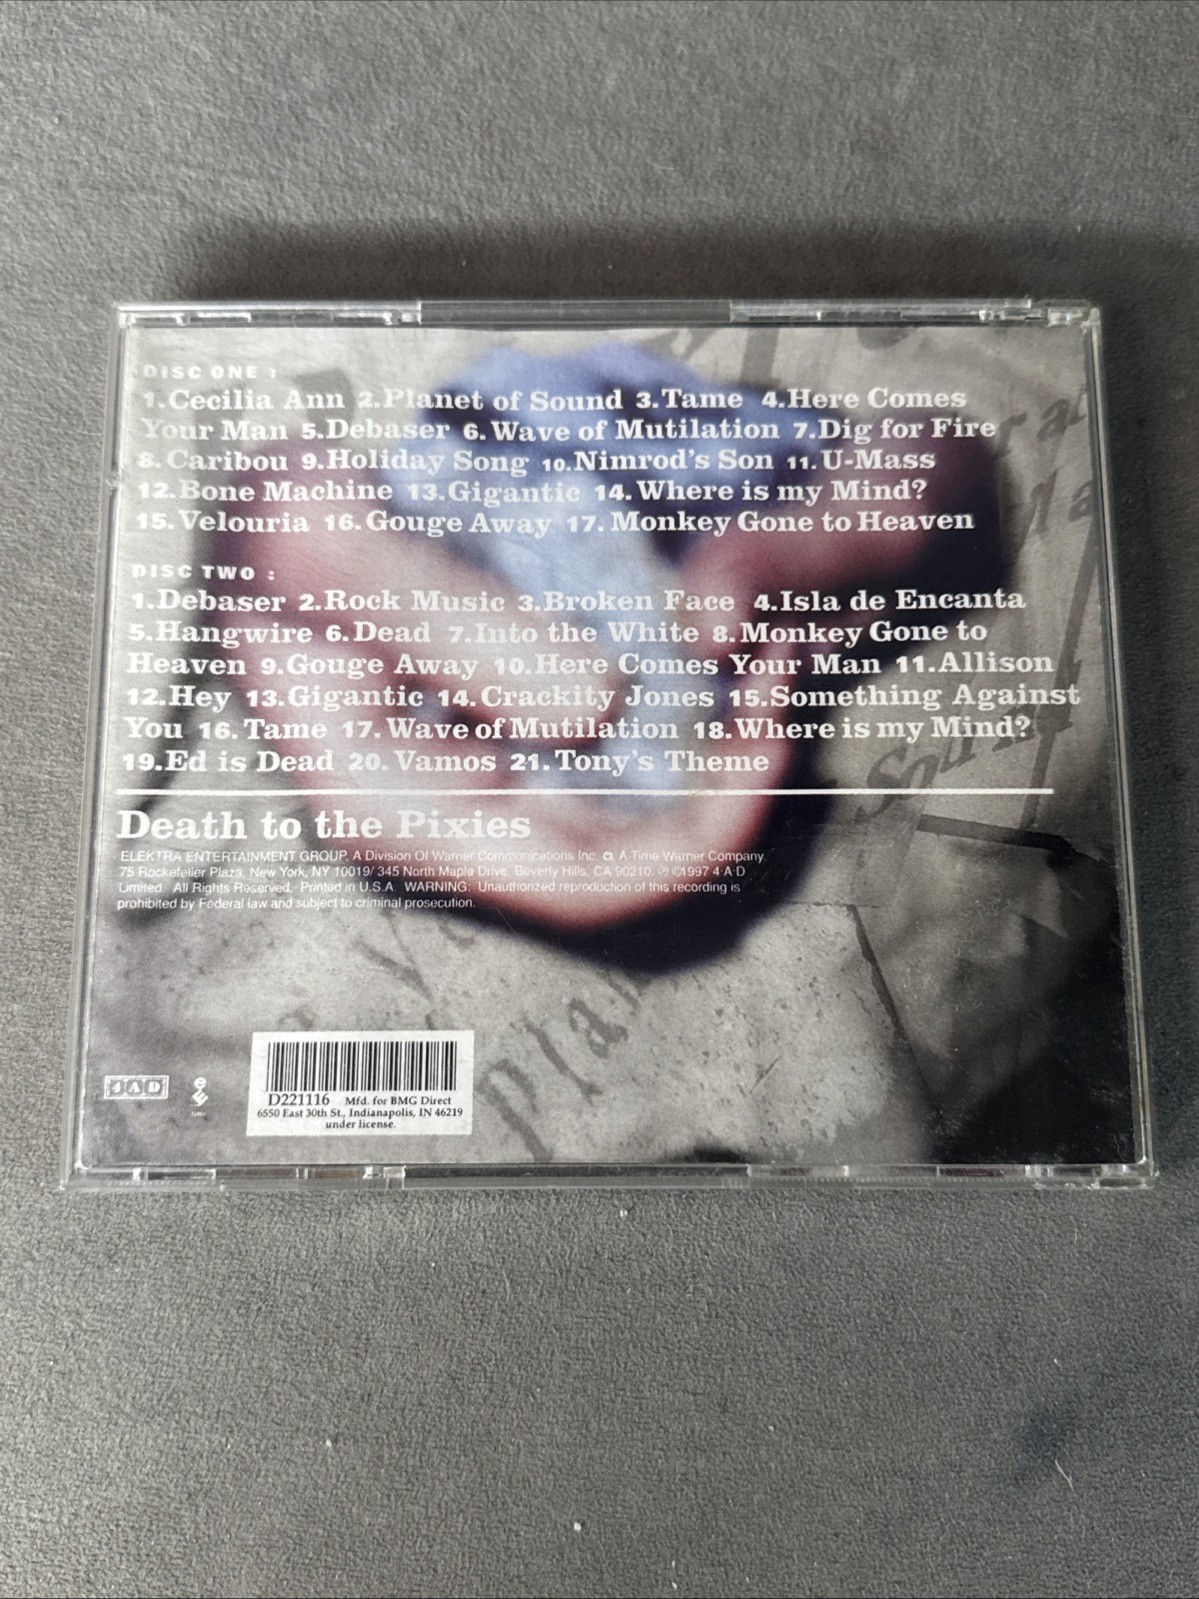 DISC ONE :
1.Cecilia Ann 2.Planet of Sound 3.Tame 4.Here Comes
Your Man 5.Debaser 6.Wave of Mutilation 7.Dig for Fire
8.Caribou 9.Holiday Song 10.Nimrod's Son 11.U-Mass
12.Bone Machine 13.Gigantic 14.Where is my Mind?
15.Velouria 16.Gouge Away 17.Monkey Gone to Heaven
DISC TWO :
1.Debaser 2.Rock Music 3.Broken Face 4.Isla de Encanta
5.Hangwire 6.Dead 7.Into the White 8.Monkey Gone to
Heaven 9.Gouge Away 10.Here Comes Your Man 11.Allison
12.Hey 13.Gigantic 14.Crackity Jones 15.Something Against
You 16.Tame 17.Wave of Mutilation 18.Where is my Mind?
19.Ed is Dead 20.Vamos 21.Tony's Theme
Death to the Pixies
ELEKTRA ENTERTAINMENT GROUP, A Division Of Warner Communications Inc. A Time Warner Company.
75 Rockefeller Plaza, New York, NY 10019/ 345 North Maple Drive, Beverly Hills, CA 90210. ℗ ©1997 4·A·D
Limited. All Rights Reserved. Printed in U.S.A. WARNING: Unauthorized reproduction of this recording is
prohibited by Federal law and subject to criminal prosecution.
Plan
Sound
4AD
D221116 Mfd. for BMG Direct
6550 East 30th St., Indianapolis, IN 46219
under license.